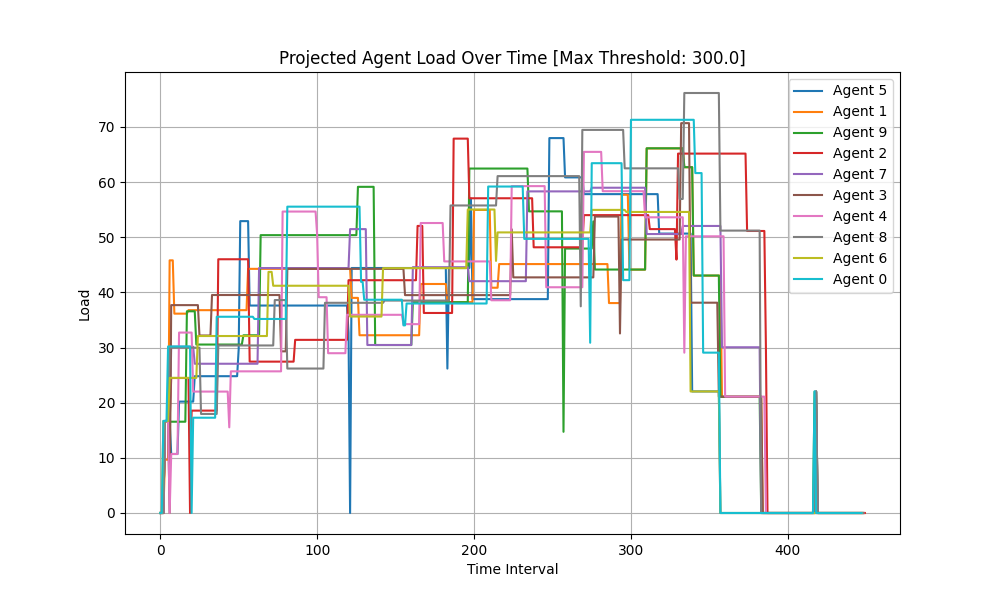 Projected Agent Load Over Time [Max Threshold: 300.0]
Load
70
60
50
40
30
20
10
0
0 100 200 300 400
Time Interval
Agent 5
Agent 1
Agent 9
Agent 2
Agent 7
Agent 3
Agent 4
Agent 8
Agent 6
Agent 0